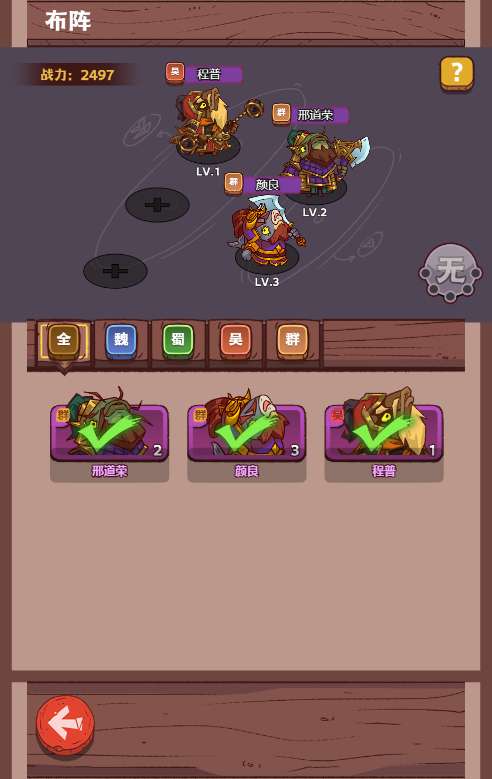 布阵
战力：2497
?
吴 程普
LV.1
群 邢道荣
LV.2
群 颜良
LV.3
无
全 魏 蜀 吴 群
群 2
邢道荣
群 3
颜良
吴 1
程普